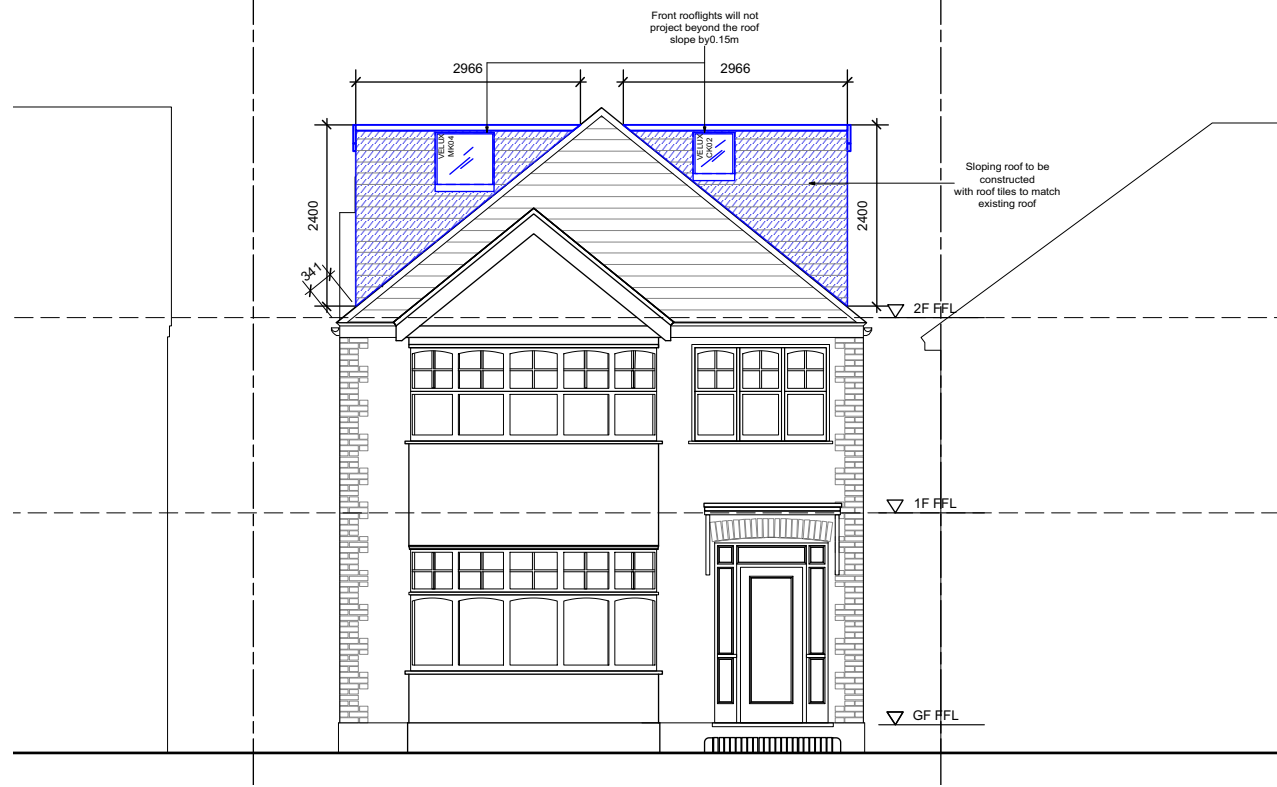 Front rooflights will not
project beyond the roof
slope by0.15m
2966
2966
VELUX
MK04
VELUX
CK02
Sloping roof to be
constructed
with roof tiles to match
existing roof
2400
2400
341
2F FFL
1F FFL
GF FFL